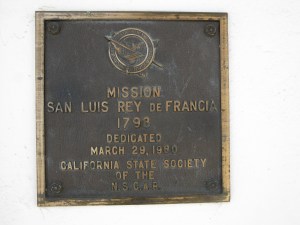 MISSION
SAN LUIS REY DE FRANCIA
1798
DEDICATED
MARCH 29, 1980
CALIFORNIA STATE SOCIETY
OF THE
N.S.C.A.R.